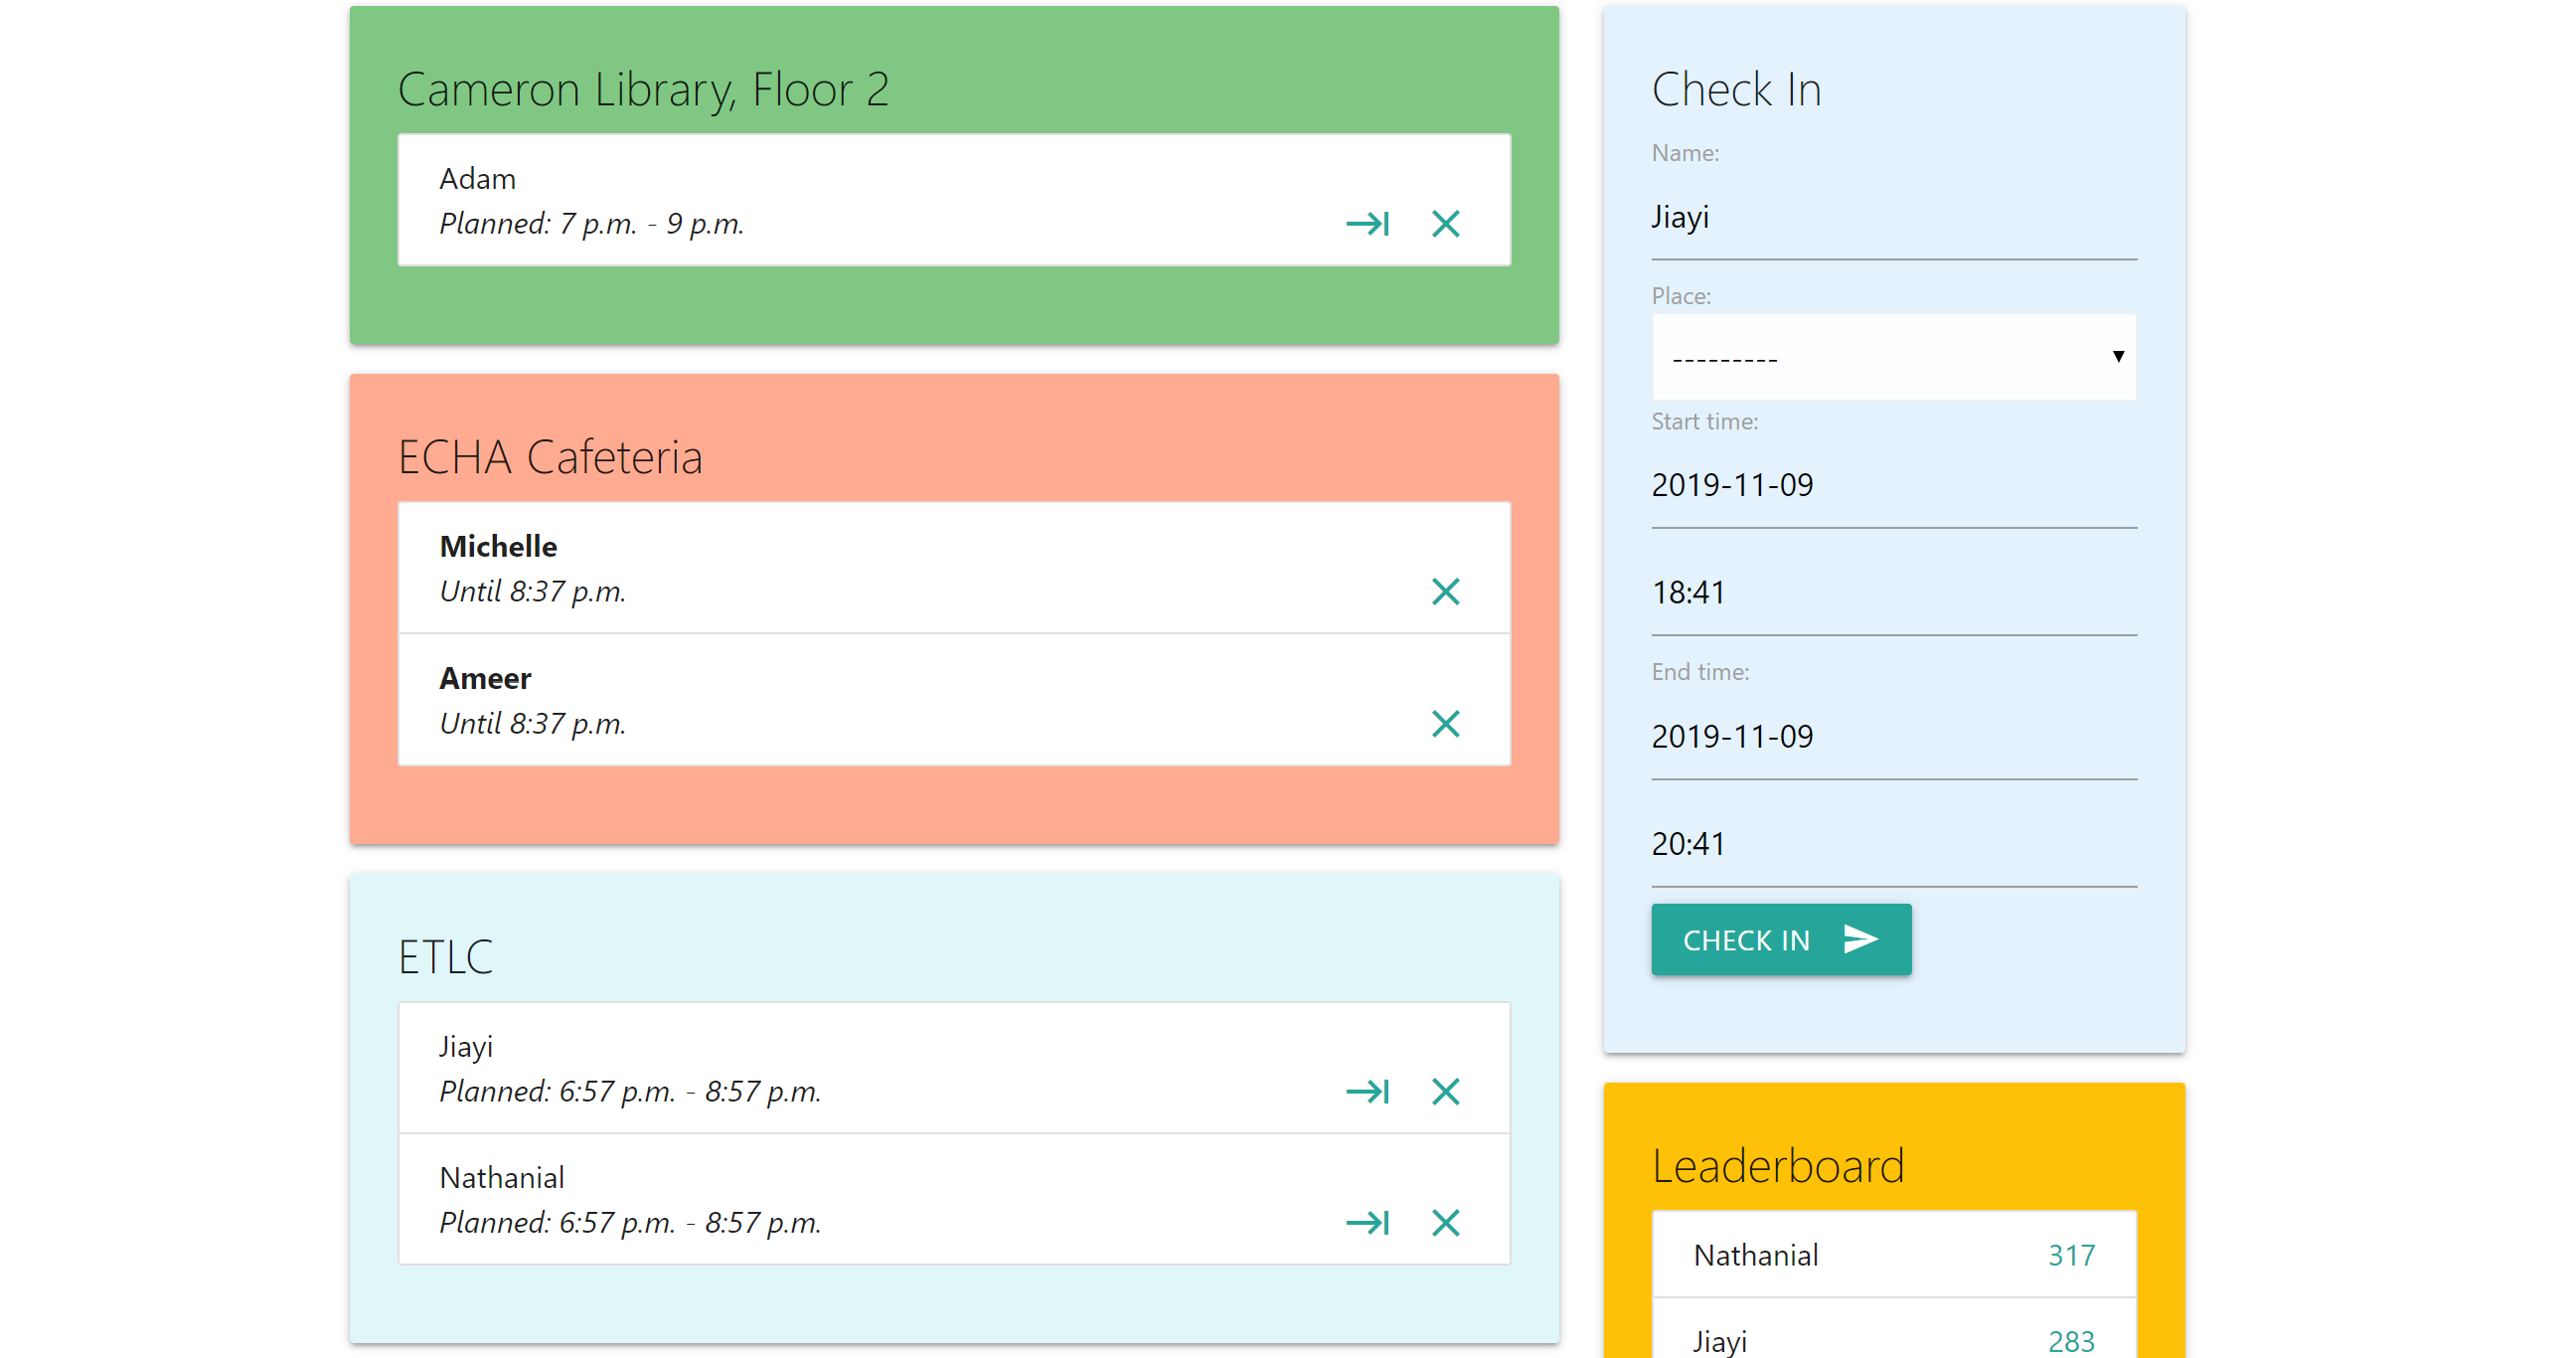 Cameron Library, Floor 2
Adam
Planned: 7 p.m. - 9 p.m.
ECHA Cafeteria
Michelle
Until 8:37 p.m.
Ameer
Until 8:37 p.m.
ETLC
Jiayi
Planned: 6:57 p.m. - 8:57 p.m.
Nathanial
Planned: 6:57 p.m. - 8:57 p.m.
Check In
Name:
Jiayi
Place:
---------
Start time:
2019-11-09
18:41
End time:
2019-11-09
20:41
CHECK IN
Leaderboard
Nathanial 317
Jiayi 283